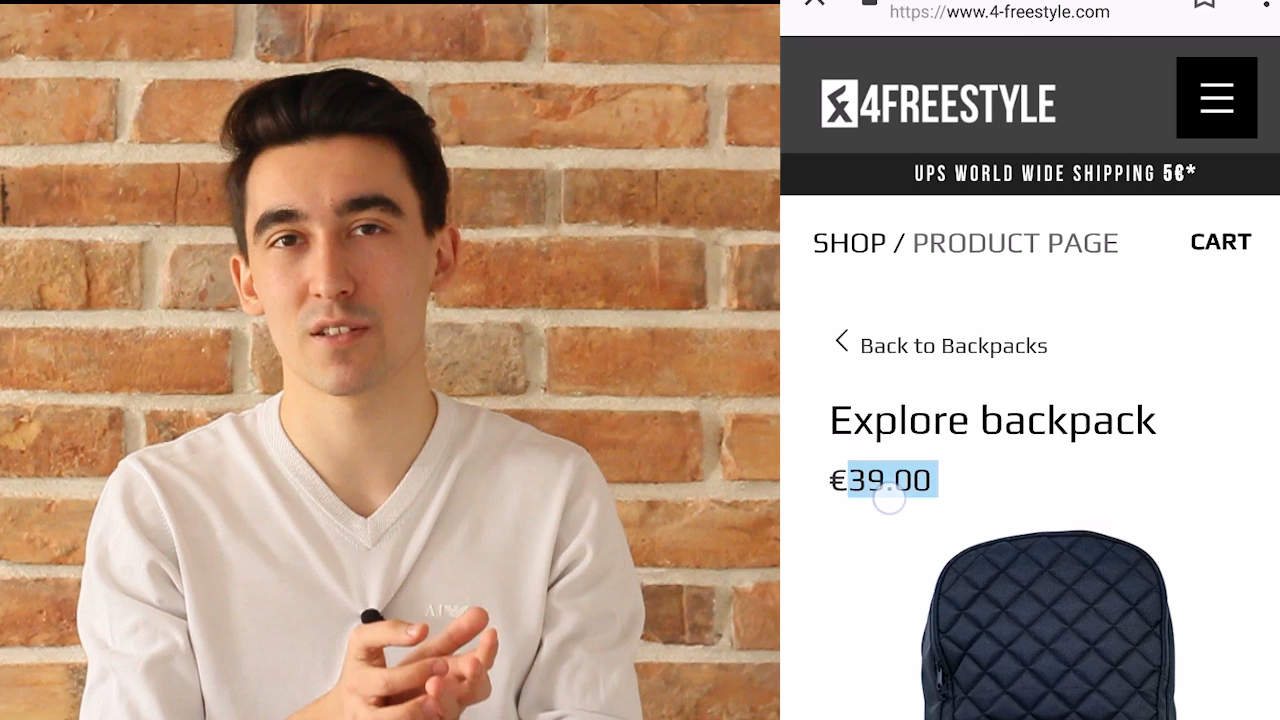 https://www.4-freestyle.com
4FREESTYLE
UPS WORLD WIDE SHIPPING 5€*
SHOP / PRODUCT PAGE
CART
Back to Backpacks
Explore backpack
€39.00